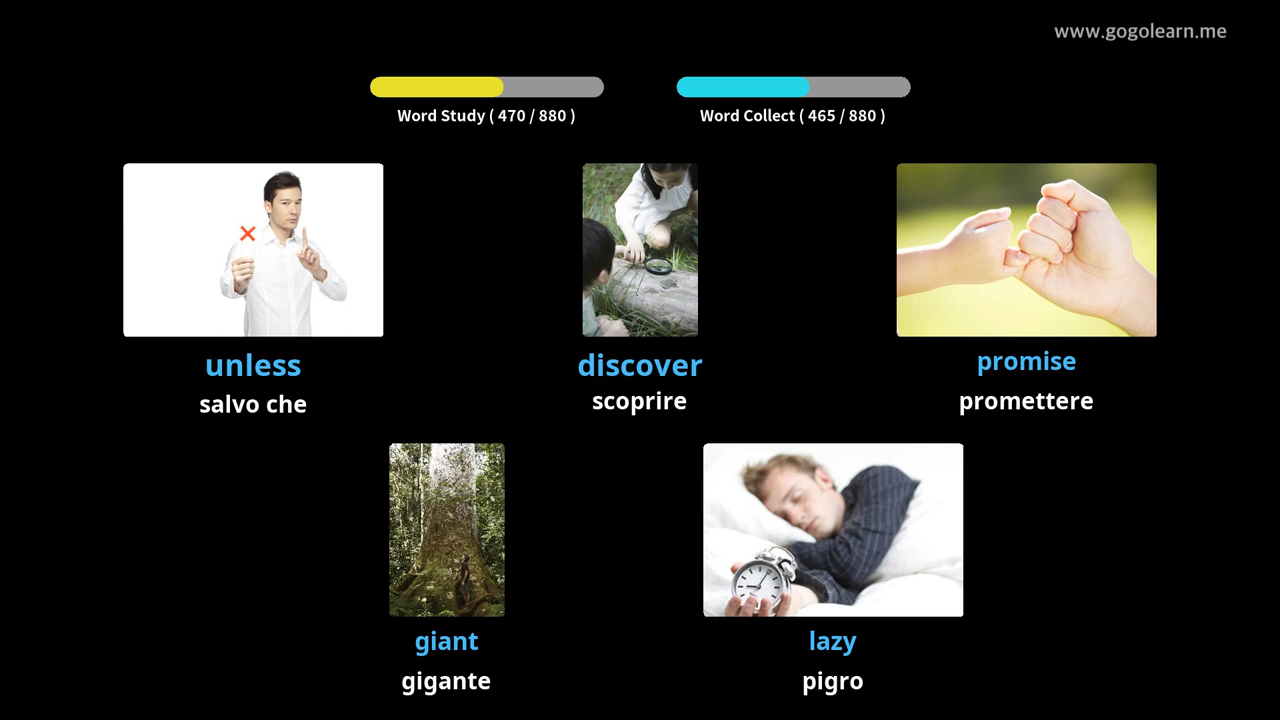 www.gogolearn.me
Word Study ( 470 / 880 )
Word Collect ( 465 / 880 )
unless
salvo che
discover
scoprire
promise
promettere
giant
gigante
lazy
pigro